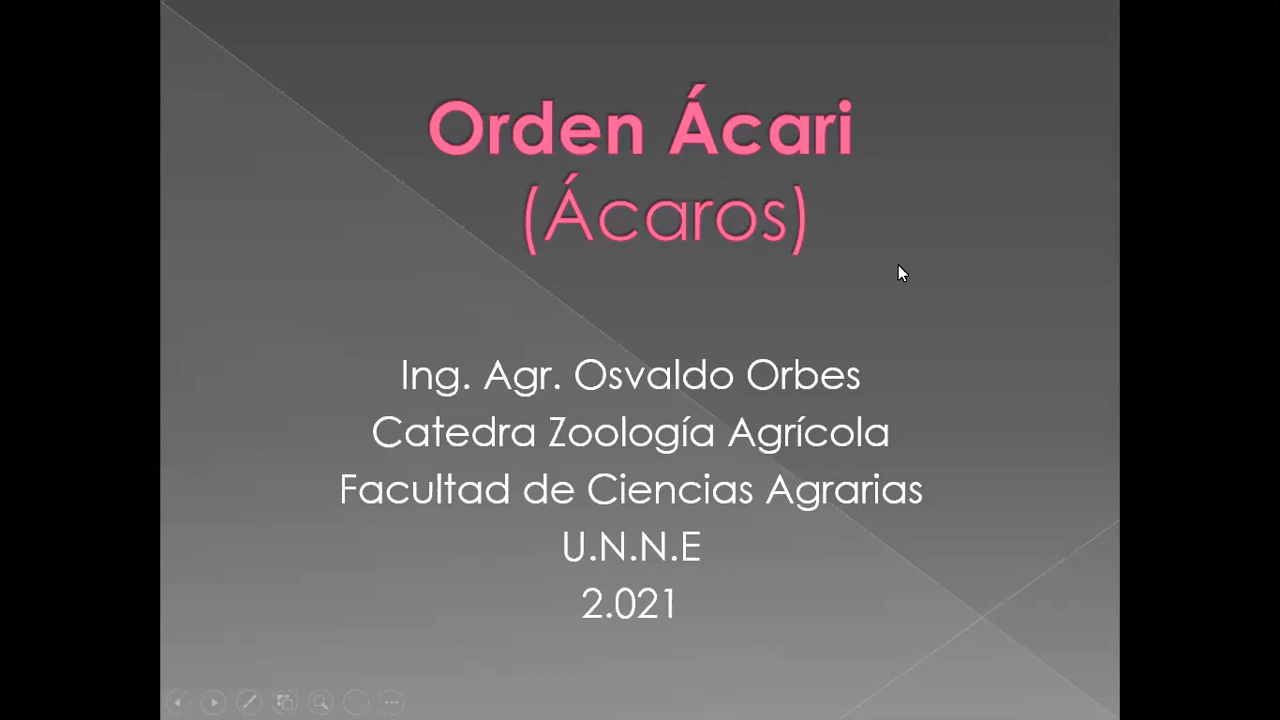 Orden Ácari
(Ácaros)
Ing. Agr. Osvaldo Orbes
Catedra Zoología Agrícola
Facultad de Ciencias Agrarias
U.N.N.E
2.021